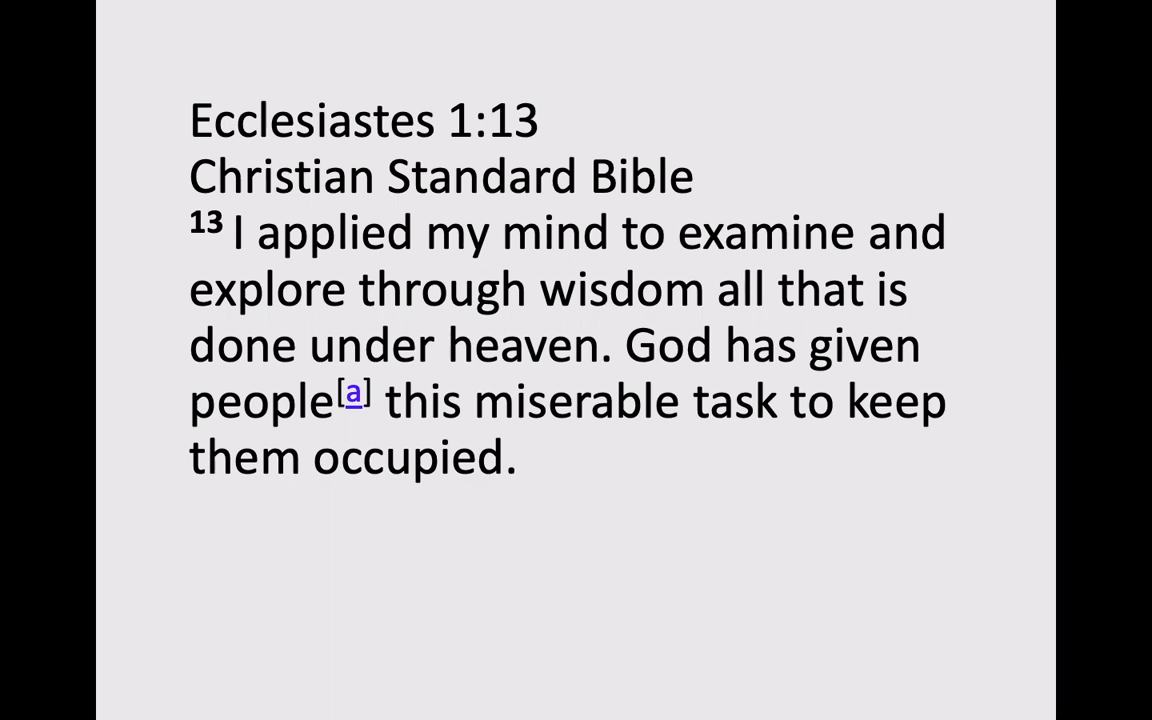 Ecclesiastes 1:13
Christian Standard Bible
13 I applied my mind to examine and
explore through wisdom all that is
done under heaven. God has given
people[a] this miserable task to keep
them occupied.